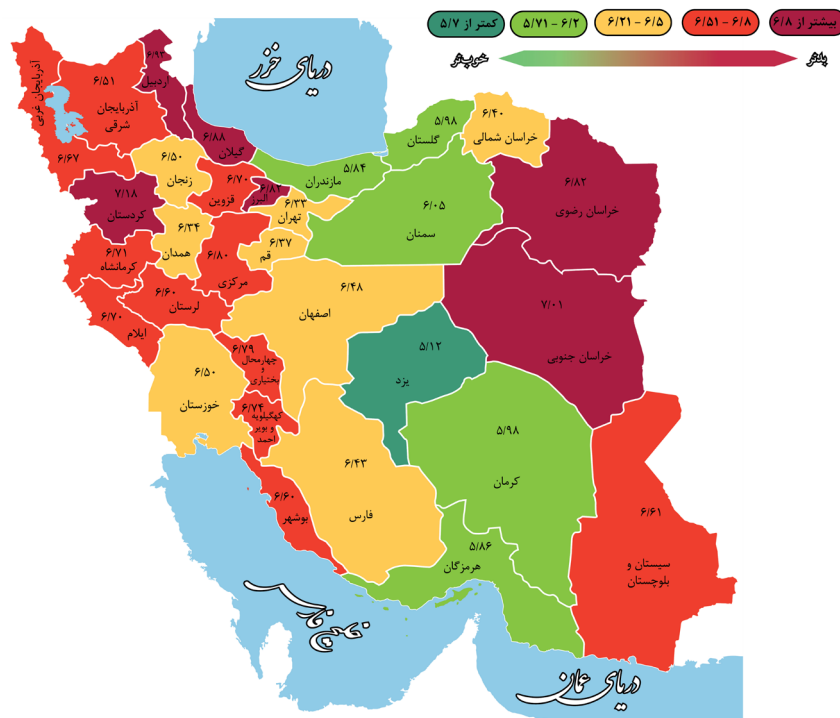 بیشتر از ۶/۸
۶/۵۱ - ۶/۸
۶/۲۱ - ۶/۵
۵/۷۱ - ۶/۲
کمتر از ۵/۷
بدتر
خوب‌تر
دریای خزر
آذربایجان غربی
۶/۶۷
۶/۵۱
آذربایجان
شرقی
۶/۹۳
اردبیل
۶/۸۸
گیلان
۶/۵۰
زنجان
۶/۷۰
قزوین
۶/۸۲
البرز
۶/۳۳
تهران
۵/۸۴
مازندران
۵/۹۸
گلستان
۶/۴۰
خراسان شمالی
۶/۸۲
خراسان رضوی
۶/۰۵
سمنان
۷/۱۸
کردستان
۶/۳۴
همدان
۶/۷۱
کرمانشاه
۶/۸۰
مرکزی
۶/۳۷
قم
۶/۶۰
لرستان
۶/۷۰
ایلام
۶/۴۸
اصفهان
۷/۰۱
خراسان جنوبی
۵/۱۲
یزد
۶/۷۹
چهارمحال
و
بختیاری
۶/۵۰
خوزستان
۶/۷۴
کهگیلویه
و بویر
احمد
۵/۹۸
کرمان
۶/۴۳
فارس
۶/۶۰
بوشهر
۶/۶۱
سیستان و
بلوچستان
۵/۸۶
هرمزگان
خلیج فارس
دریای عمان